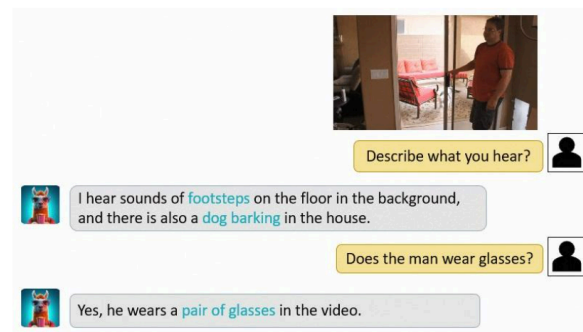 Describe what you hear?
I hear sounds of footsteps on the floor in the background,
and there is also a dog barking in the house.
Does the man wear glasses?
Yes, he wears a pair of glasses in the video.